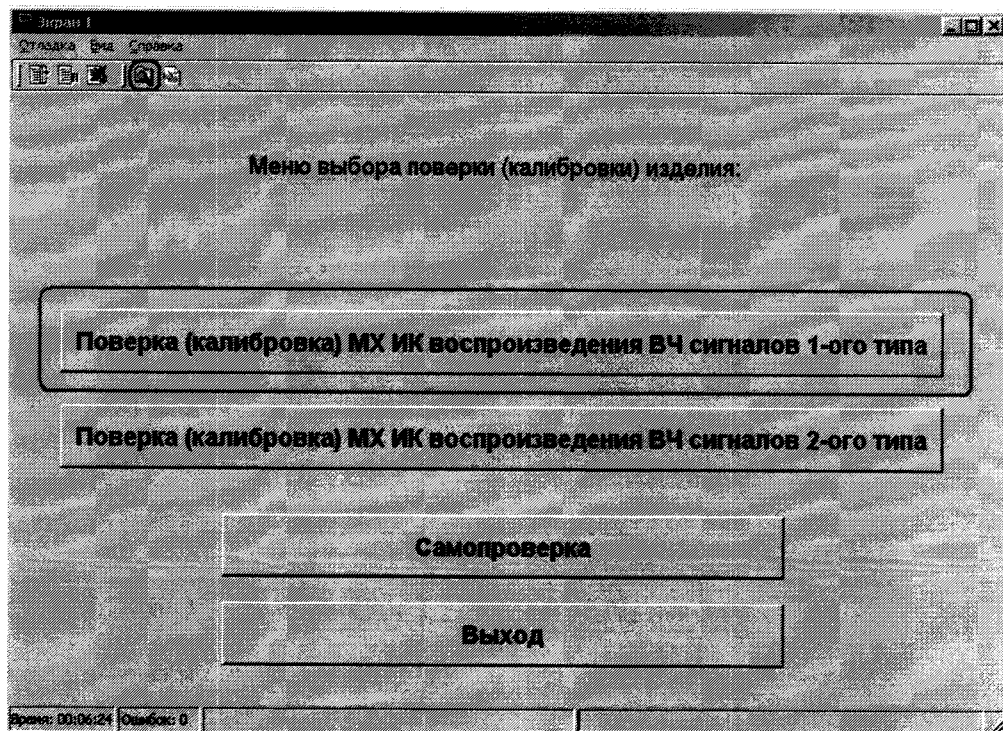 Экран 1
Отладка Вид Справка
Меню выбора поверки (калибровки) изделия:
Поверка (калибровка) МХ ИК воспроизведения ВЧ сигналов 1-ого типа
Поверка (калибровка) МХ ИК воспроизведения ВЧ сигналов 2-ого типа
Самопроверка
Выход
Время: 00:06:24 Ошибок: 0